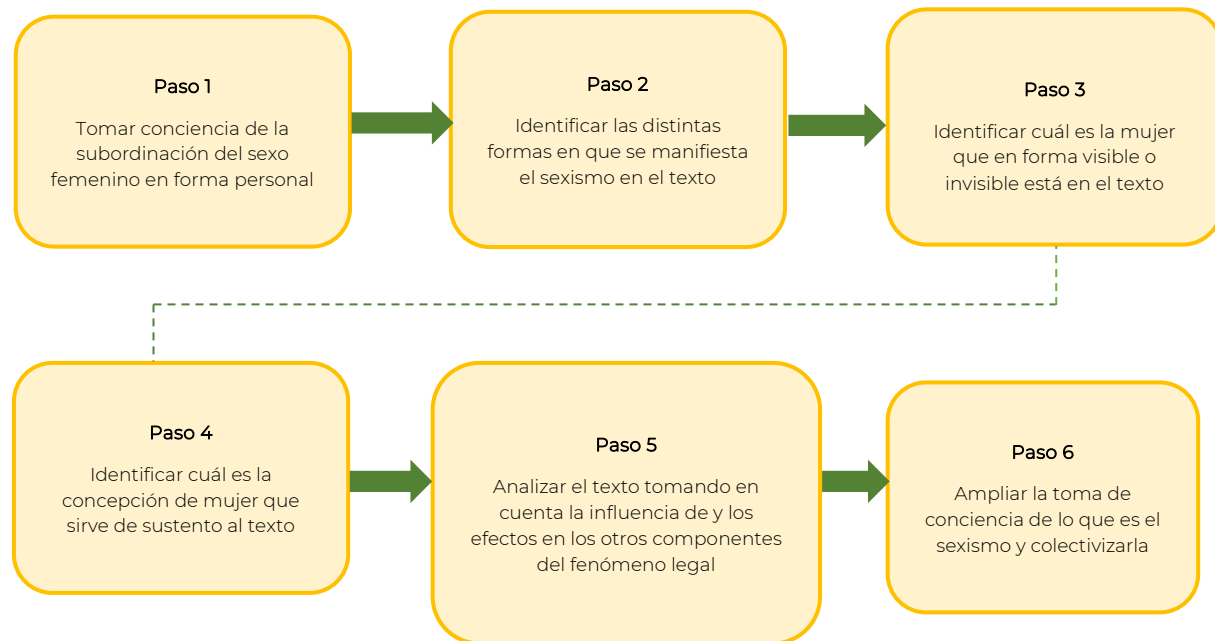 Paso 1
Tomar conciencia de la
subordinación del sexo
femenino en forma personal
Paso 2
Identificar las distintas
formas en que se manifiesta
el sexismo en el texto
Paso 3
Identificar cuál es la mujer
que en forma visible o
invisible está en el texto
Paso 4
Identificar cuál es la
concepción de mujer que
sirve de sustento al texto
Paso 5
Analizar el texto tomando en
cuenta la influencia de y los
efectos en los otros componentes
del fenómeno legal
Paso 6
Ampliar la toma de
conciencia de lo que es el
sexismo y colectivizarla